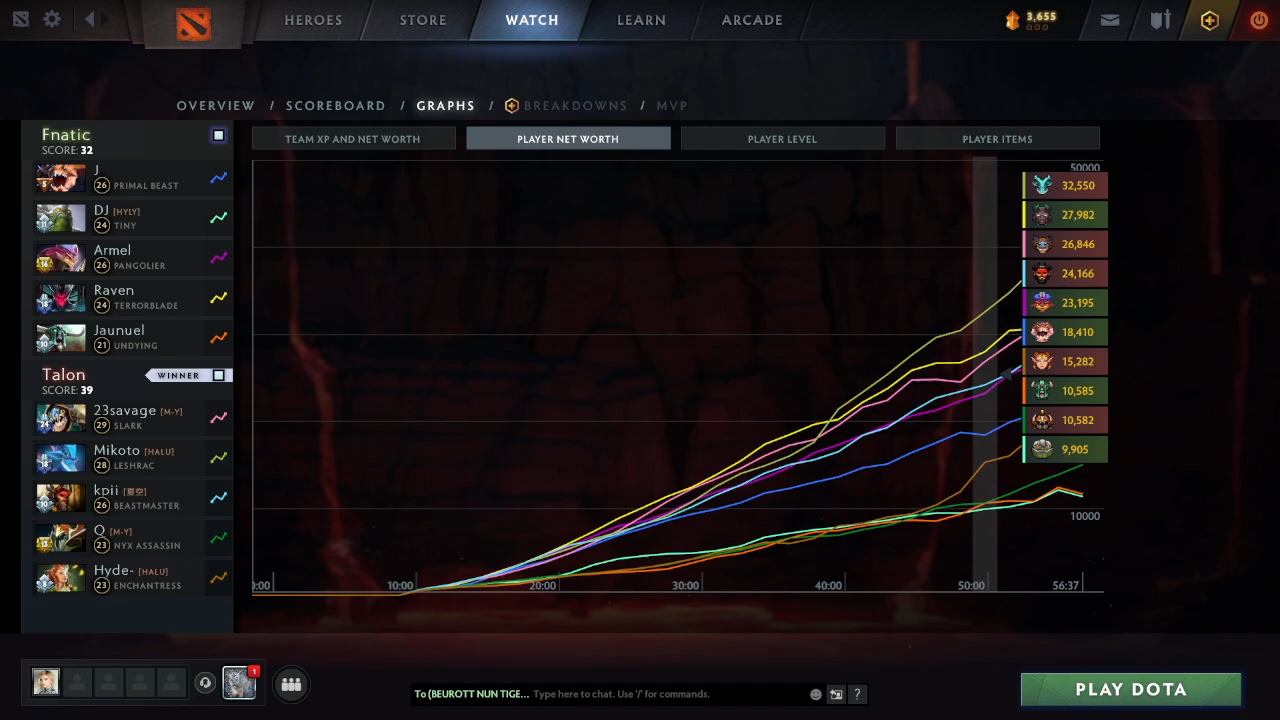 HEROES
STORE
WATCH
LEARN
ARCADE
3,655
OVERVIEW / SCOREBOARD / GRAPHS / BREAKDOWNS / MVP
Fnatic
SCORE: 32
J
26 PRIMAL BEAST
DJ [HYLY]
24 TINY
Armel
26 PANGOLIER
Raven
24 TERRORBLADE
Jaunuel
21 UNDYING
Talon
WINNER
SCORE: 39
23savage [M-Y]
29 SLARK
Mikoto [HALU]
28 LESHRAC
kpii [夏空]
26 BEASTMASTER
Q [M-Y]
23 NYX ASSASSIN
Hyde- [HALU]
23 ENCHANTRESS
TEAM XP AND NET WORTH
PLAYER NET WORTH
PLAYER LEVEL
PLAYER ITEMS
50000
32,550
27,982
26,846
24,166
23,195
18,410
15,282
10,585
10,582
9,905
10000
0:00
10:00
20:00
30:00
40:00
50:00
56:37
1
To (BEUROTT NUN TIGE... Type here to chat. Use '/' for commands.
?
PLAY DOTA